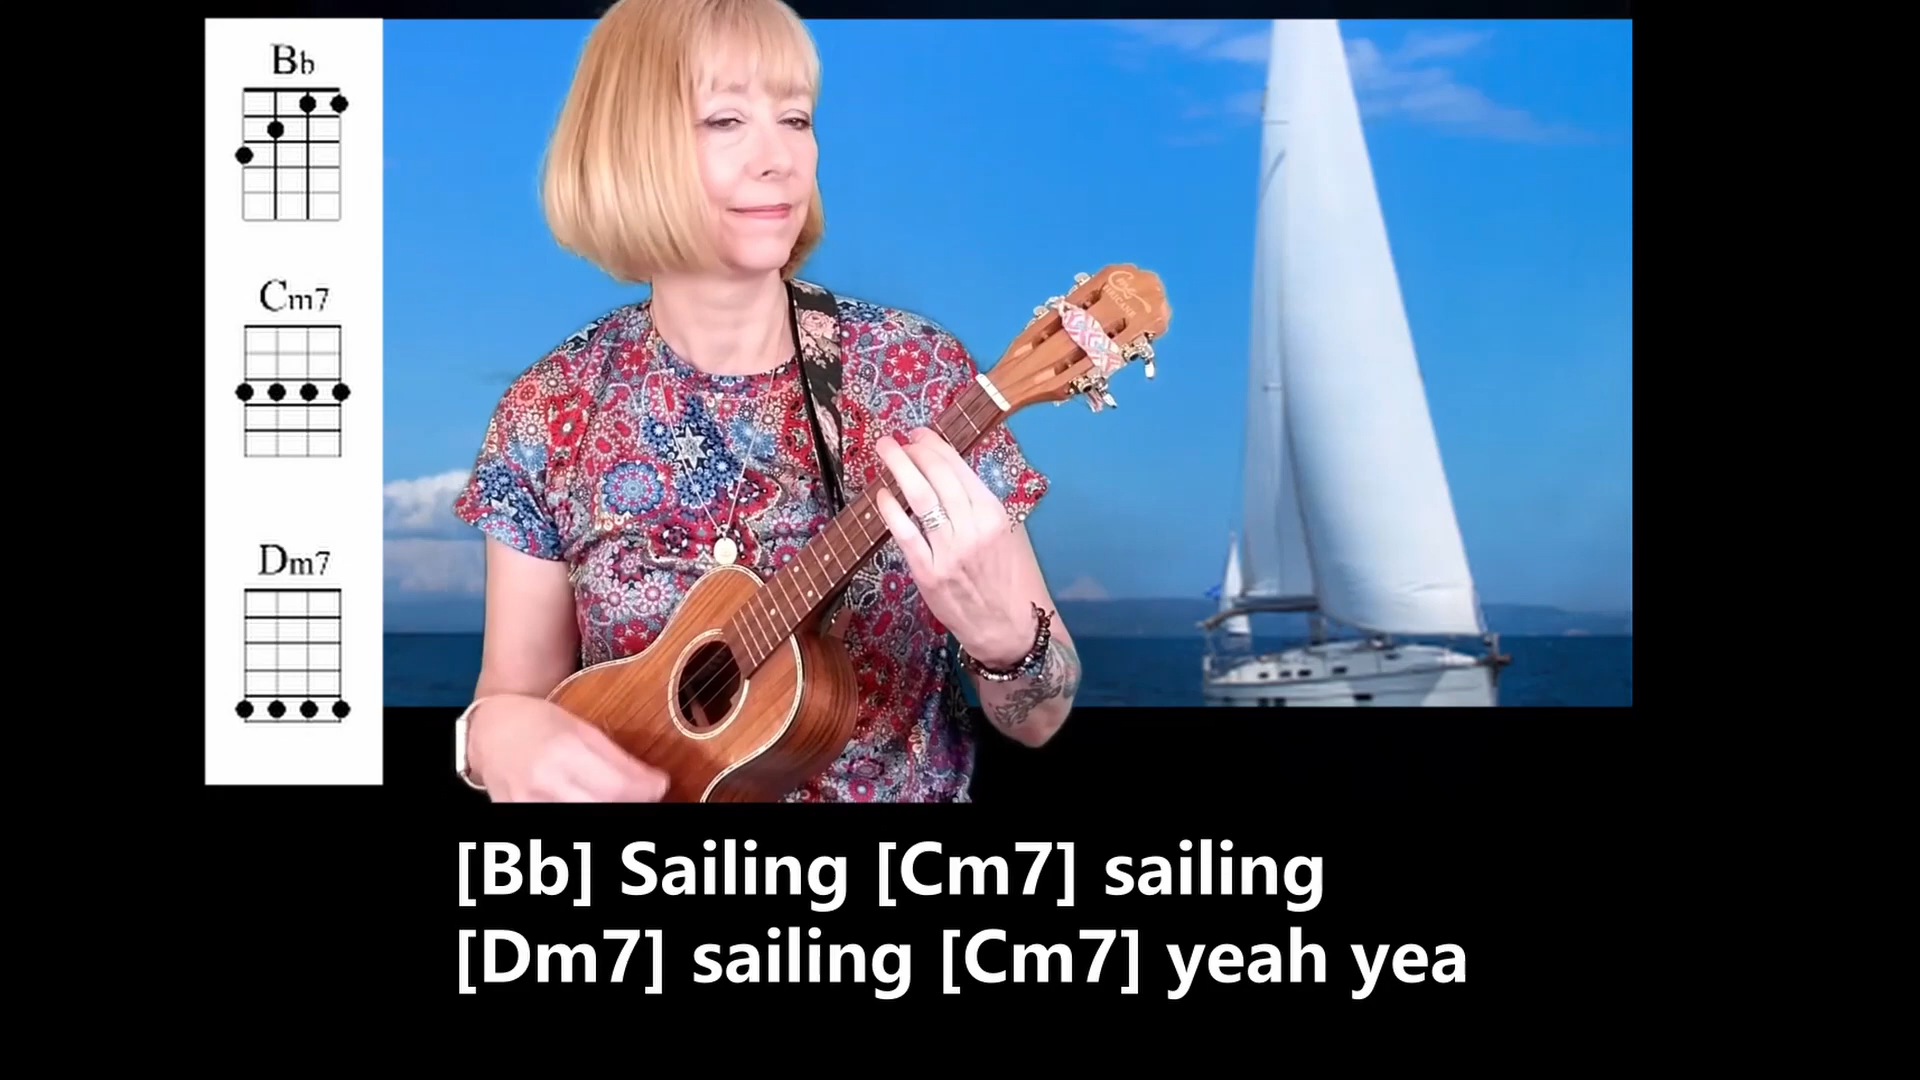 Bb
Cm7
Dm7
[Bb] Sailing [Cm7] sailing
[Dm7] sailing [Cm7] yeah yea